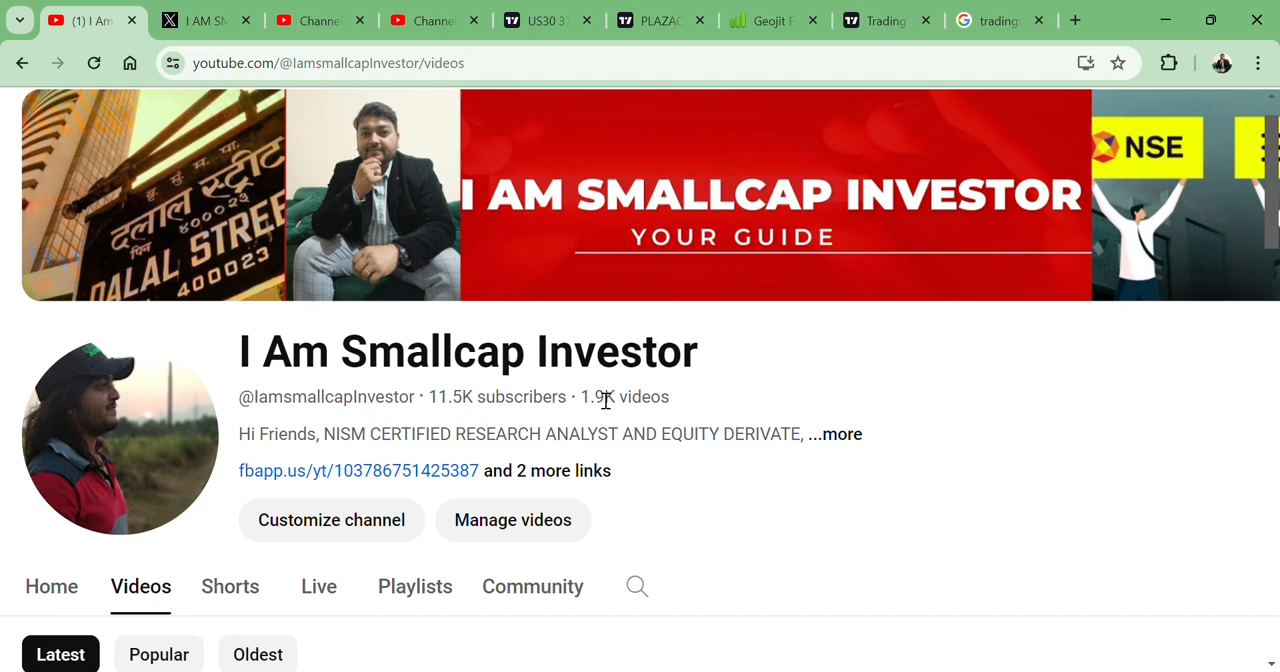 (1) I Am
I AM SM
Channel
Channel
US30 37
PLAZAC
Geojit F
Trading
trading
youtube.com/@IamsmallcapInvestor/videos
दलाल स्ट्रीट
पिन ४०००२३
DALAL STREE
400023
I AM SMALLCAP INVESTOR
YOUR GUIDE
NSE
I Am Smallcap Investor
@IamsmallcapInvestor · 11.5K subscribers · 1.9K videos
Hi Friends, NISM CERTIFIED RESEARCH ANALYST AND EQUITY DERIVATE, ...more
fbapp.us/yt/103786751425387 and 2 more links
Customize channel Manage videos
Home Videos Shorts Live Playlists Community
Latest Popular Oldest